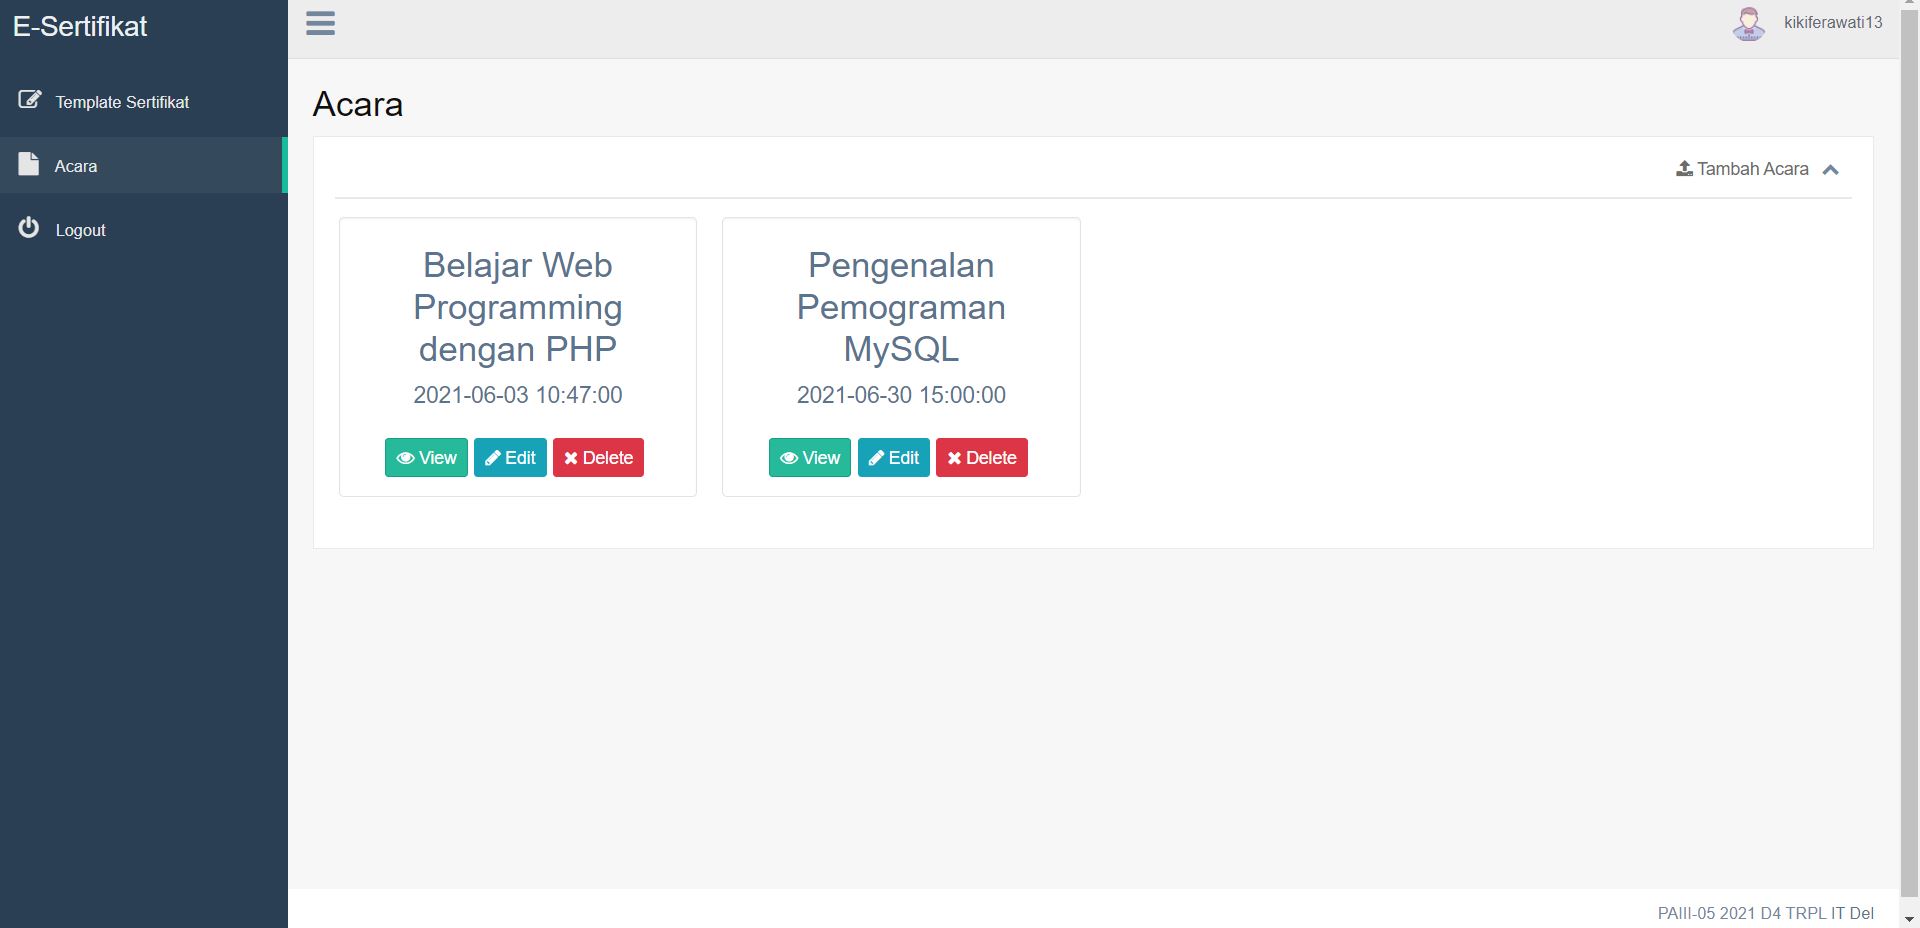 E-Sertifikat
kikiferawati13
Template Sertifikat
Acara
Logout
Acara
Tambah Acara
Belajar Web
Programming
dengan PHP
2021-06-03 10:47:00
View Edit Delete
Pengenalan
Pemograman
MySQL
2021-06-30 15:00:00
View Edit Delete
PAIII-05 2021 D4 TRPL IT Del